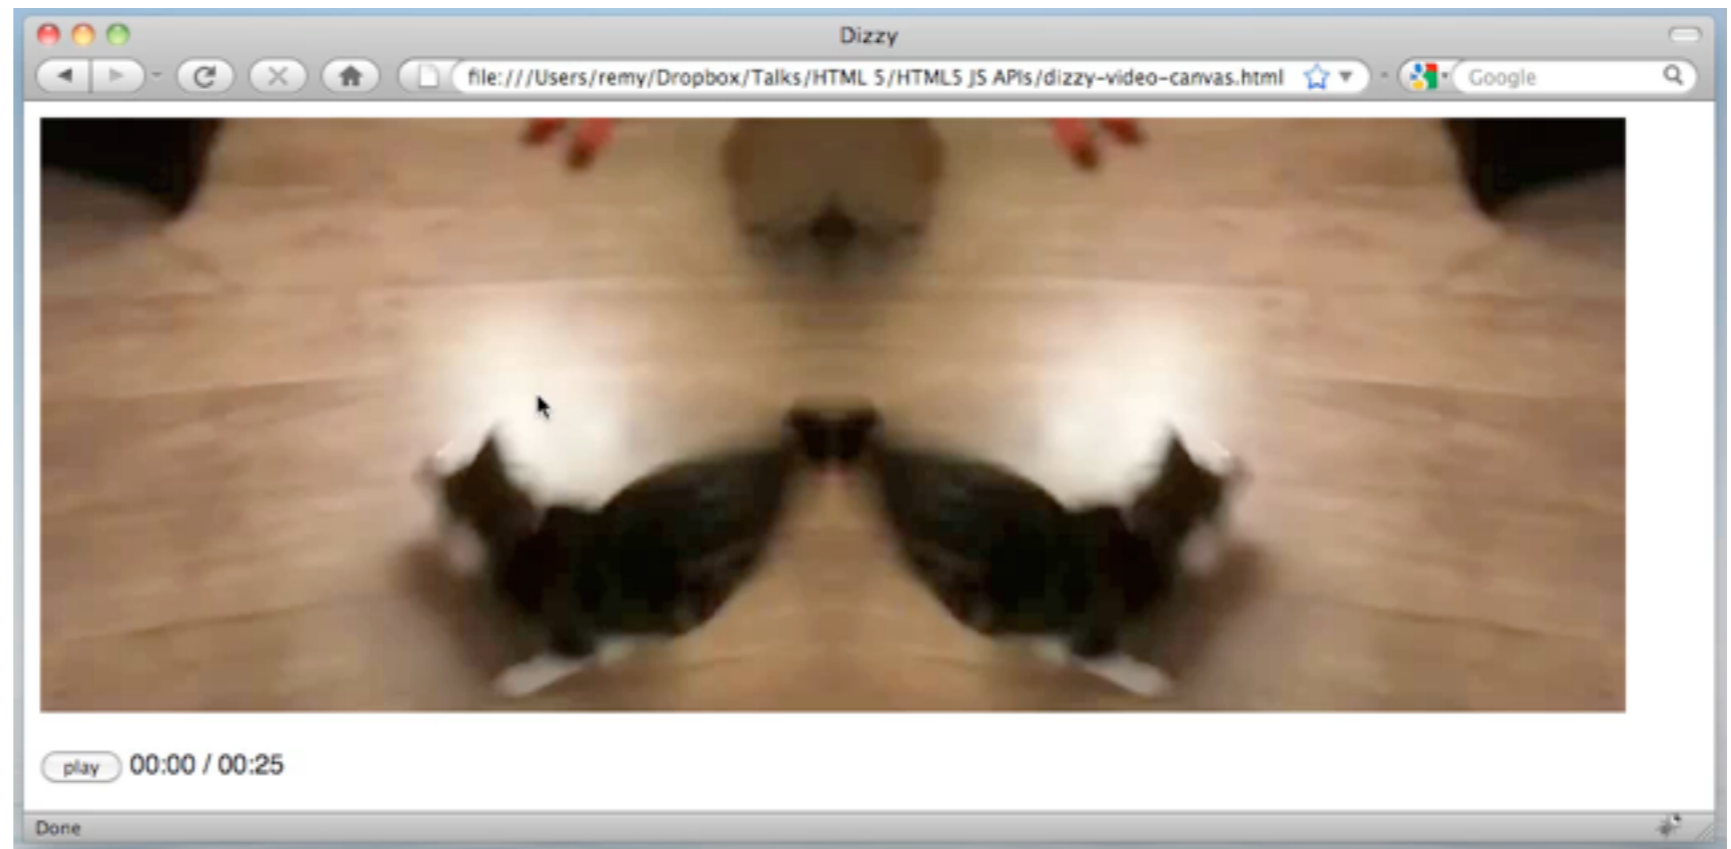 Dizzy
file:///Users/remy/Dropbox/Talks/HTML 5/HTML5 JS APIs/dizzy-video-canvas.html
Google
play 00:00 / 00:25
Done